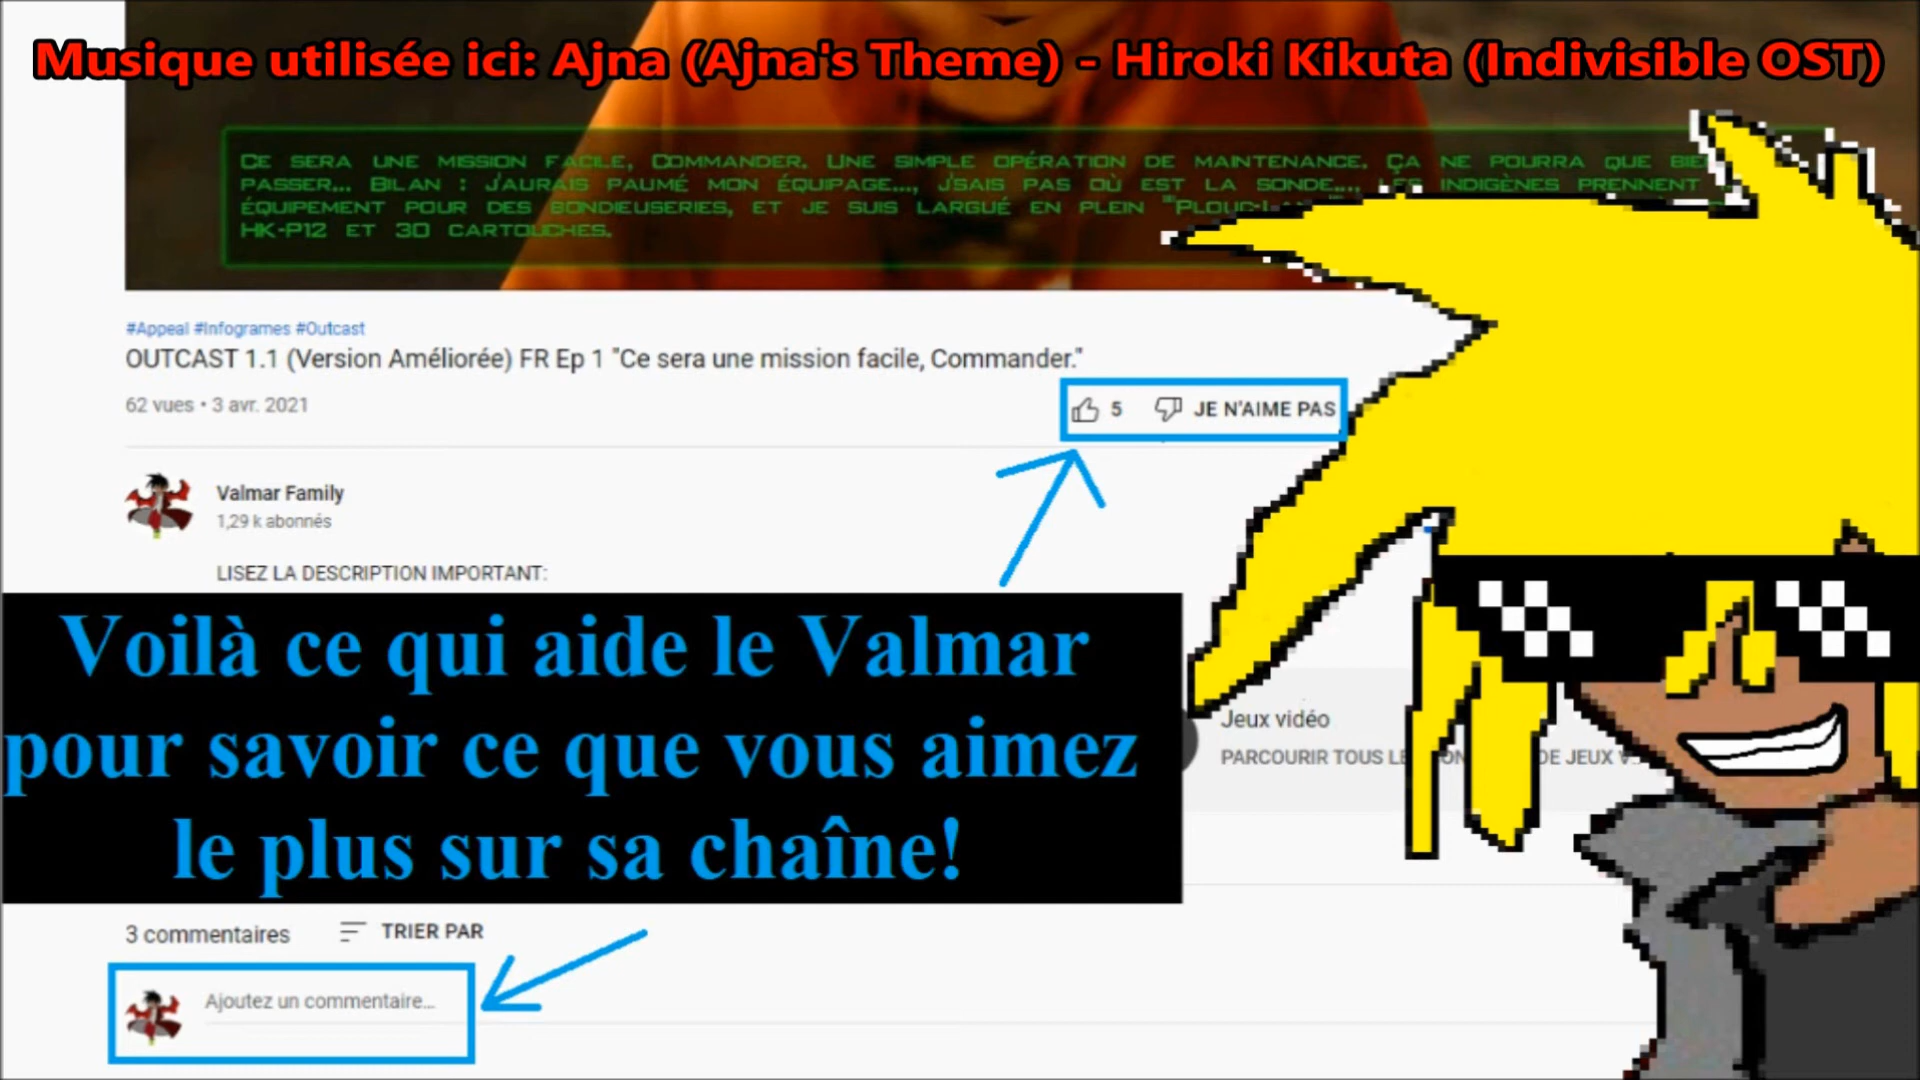 Musique utilisée ici: Ajna (Ajna's Theme) - Hiroki Kikuta (Indivisible OST)
Ce sera une mission facile, Commander. Une simple opération de maintenance. Ça ne pourra que
passer... Bilan : j'aurais paumé mon équipage..., j'sais pas où est la sonde..., les indigènes prennent
équipement pour des bondieuseries, et je suis largué en plein
HK-P12 et 30 cartouches.
#Appeal #Infogrames #Outcast
OUTCAST 1.1 (Version Améliorée) FR Ep 1 "Ce sera une mission facile, Commander."
62 vues • 3 avr. 2021
5 JE N'AIME PAS
Valmar Family
1,29 k abonnés
LISEZ LA DESCRIPTION IMPORTANT:
Voilà ce qui aide le Valmar
pour savoir ce que vous aimez
le plus sur sa chaîne!
Jeux vidéo
PARCOURIR TOUS DE JEUX
3 commentaires TRIER PAR
Ajoutez un commentaire...